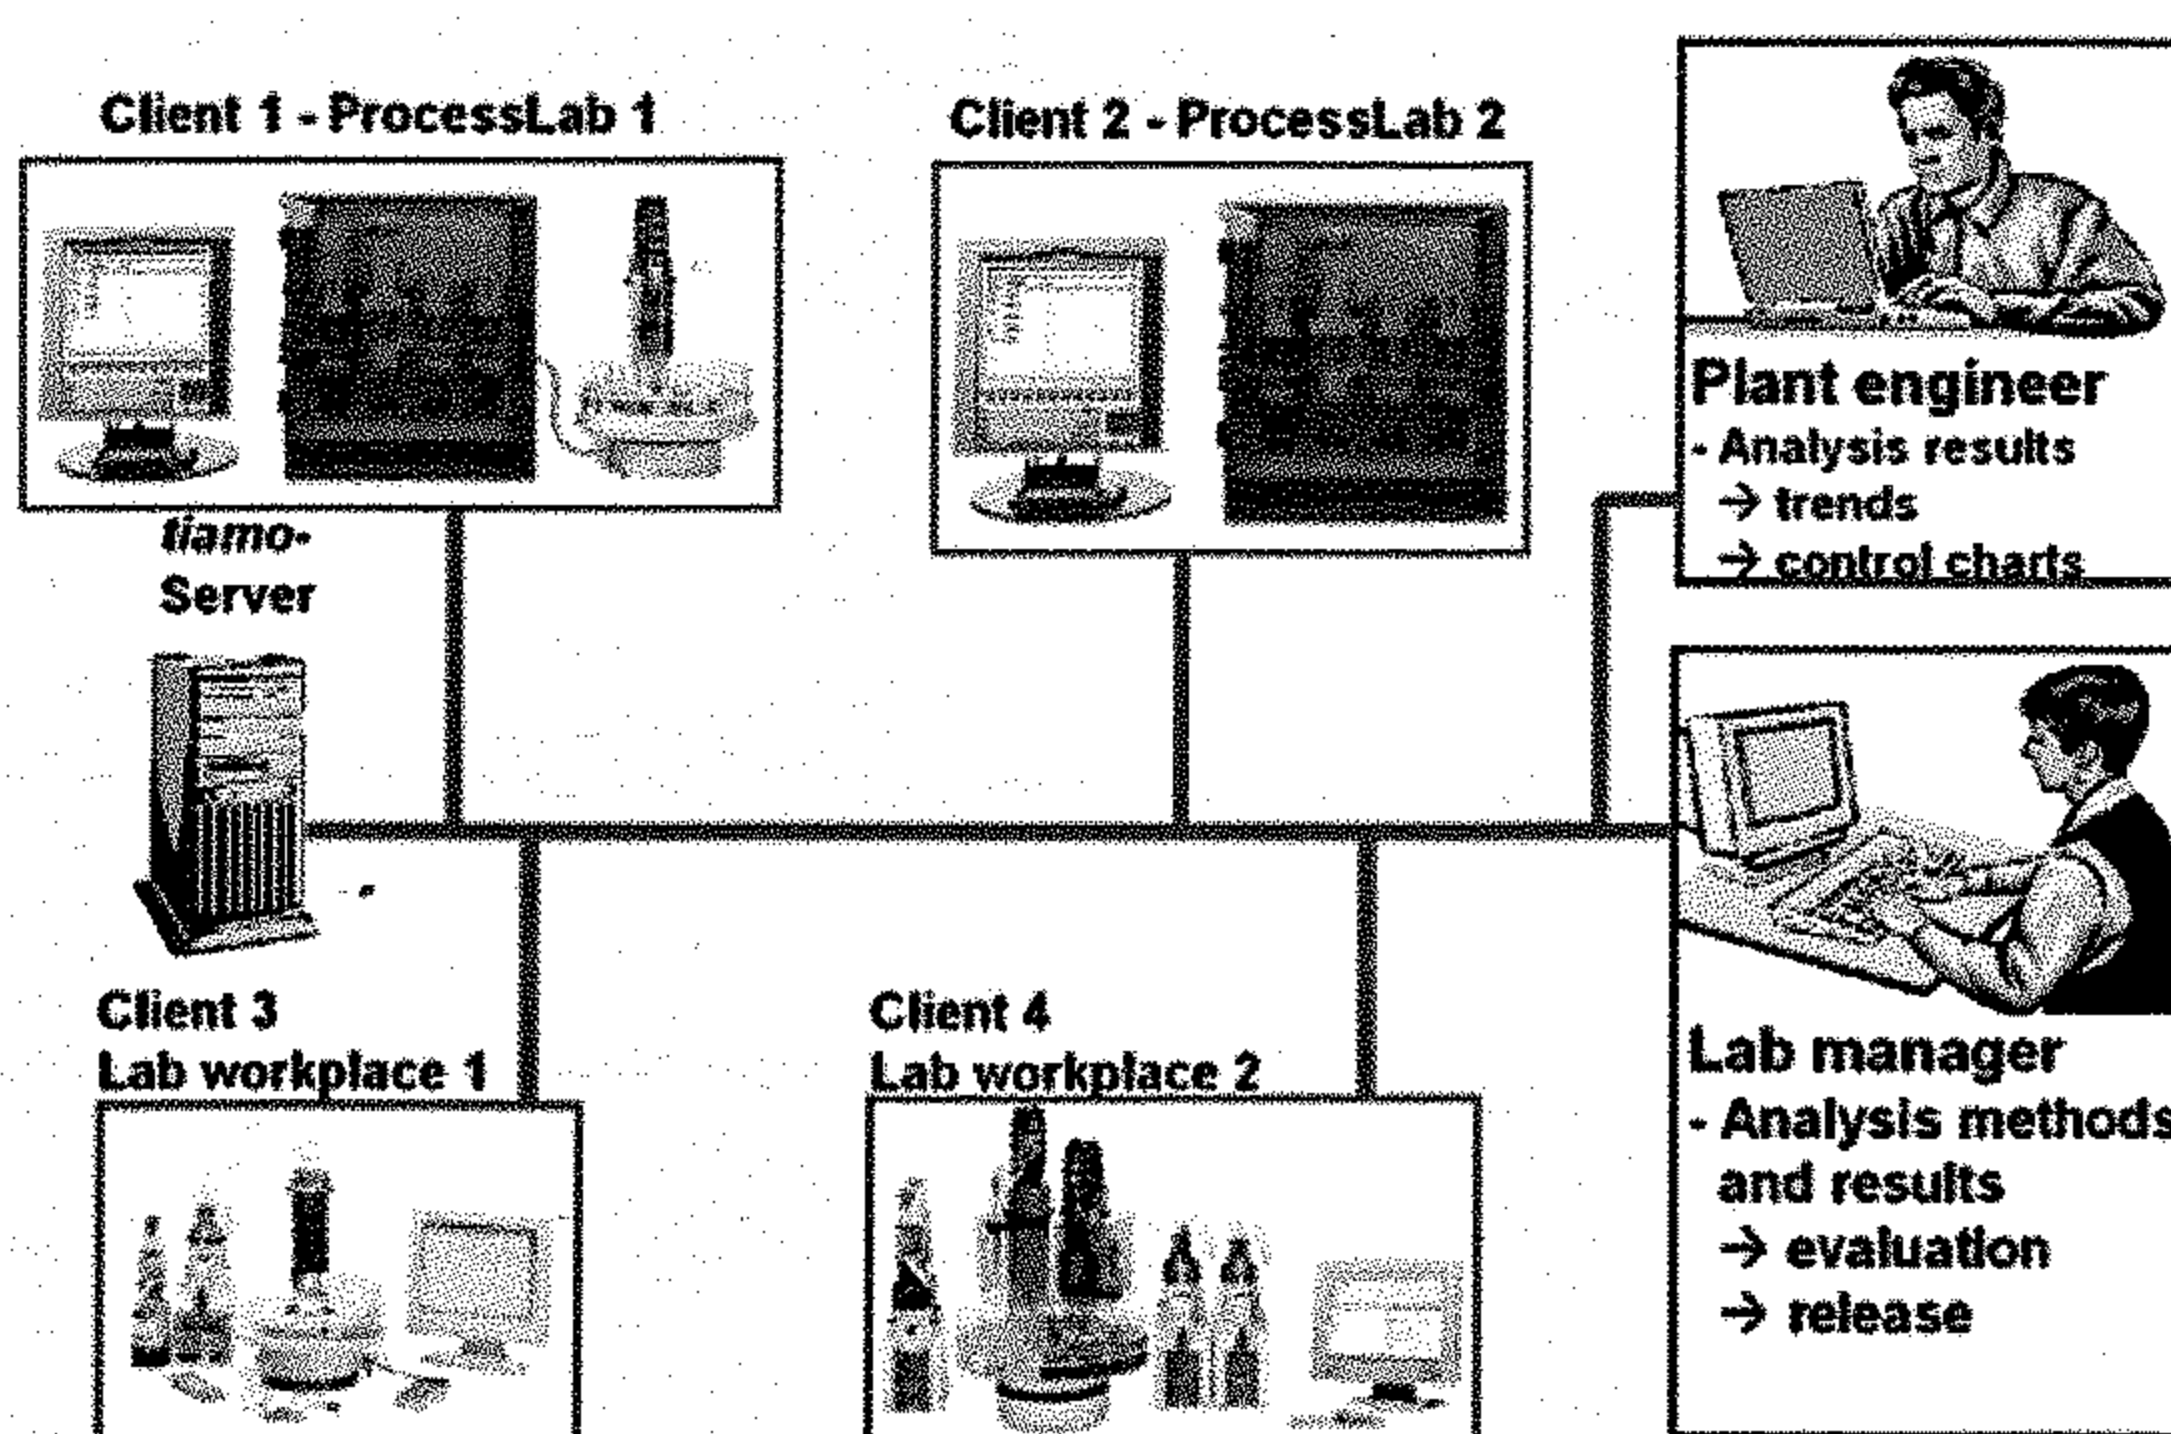 Client 1 - ProcessLab 1
Client 2 - ProcessLab 2
Plant engineer
- Analysis results
→ trends
→ control charts
tiamo-
Server
Client 3
Lab workplace 1
Client 4
Lab workplace 2
Lab manager
- Analysis methods
and results
→ evaluation
→ release